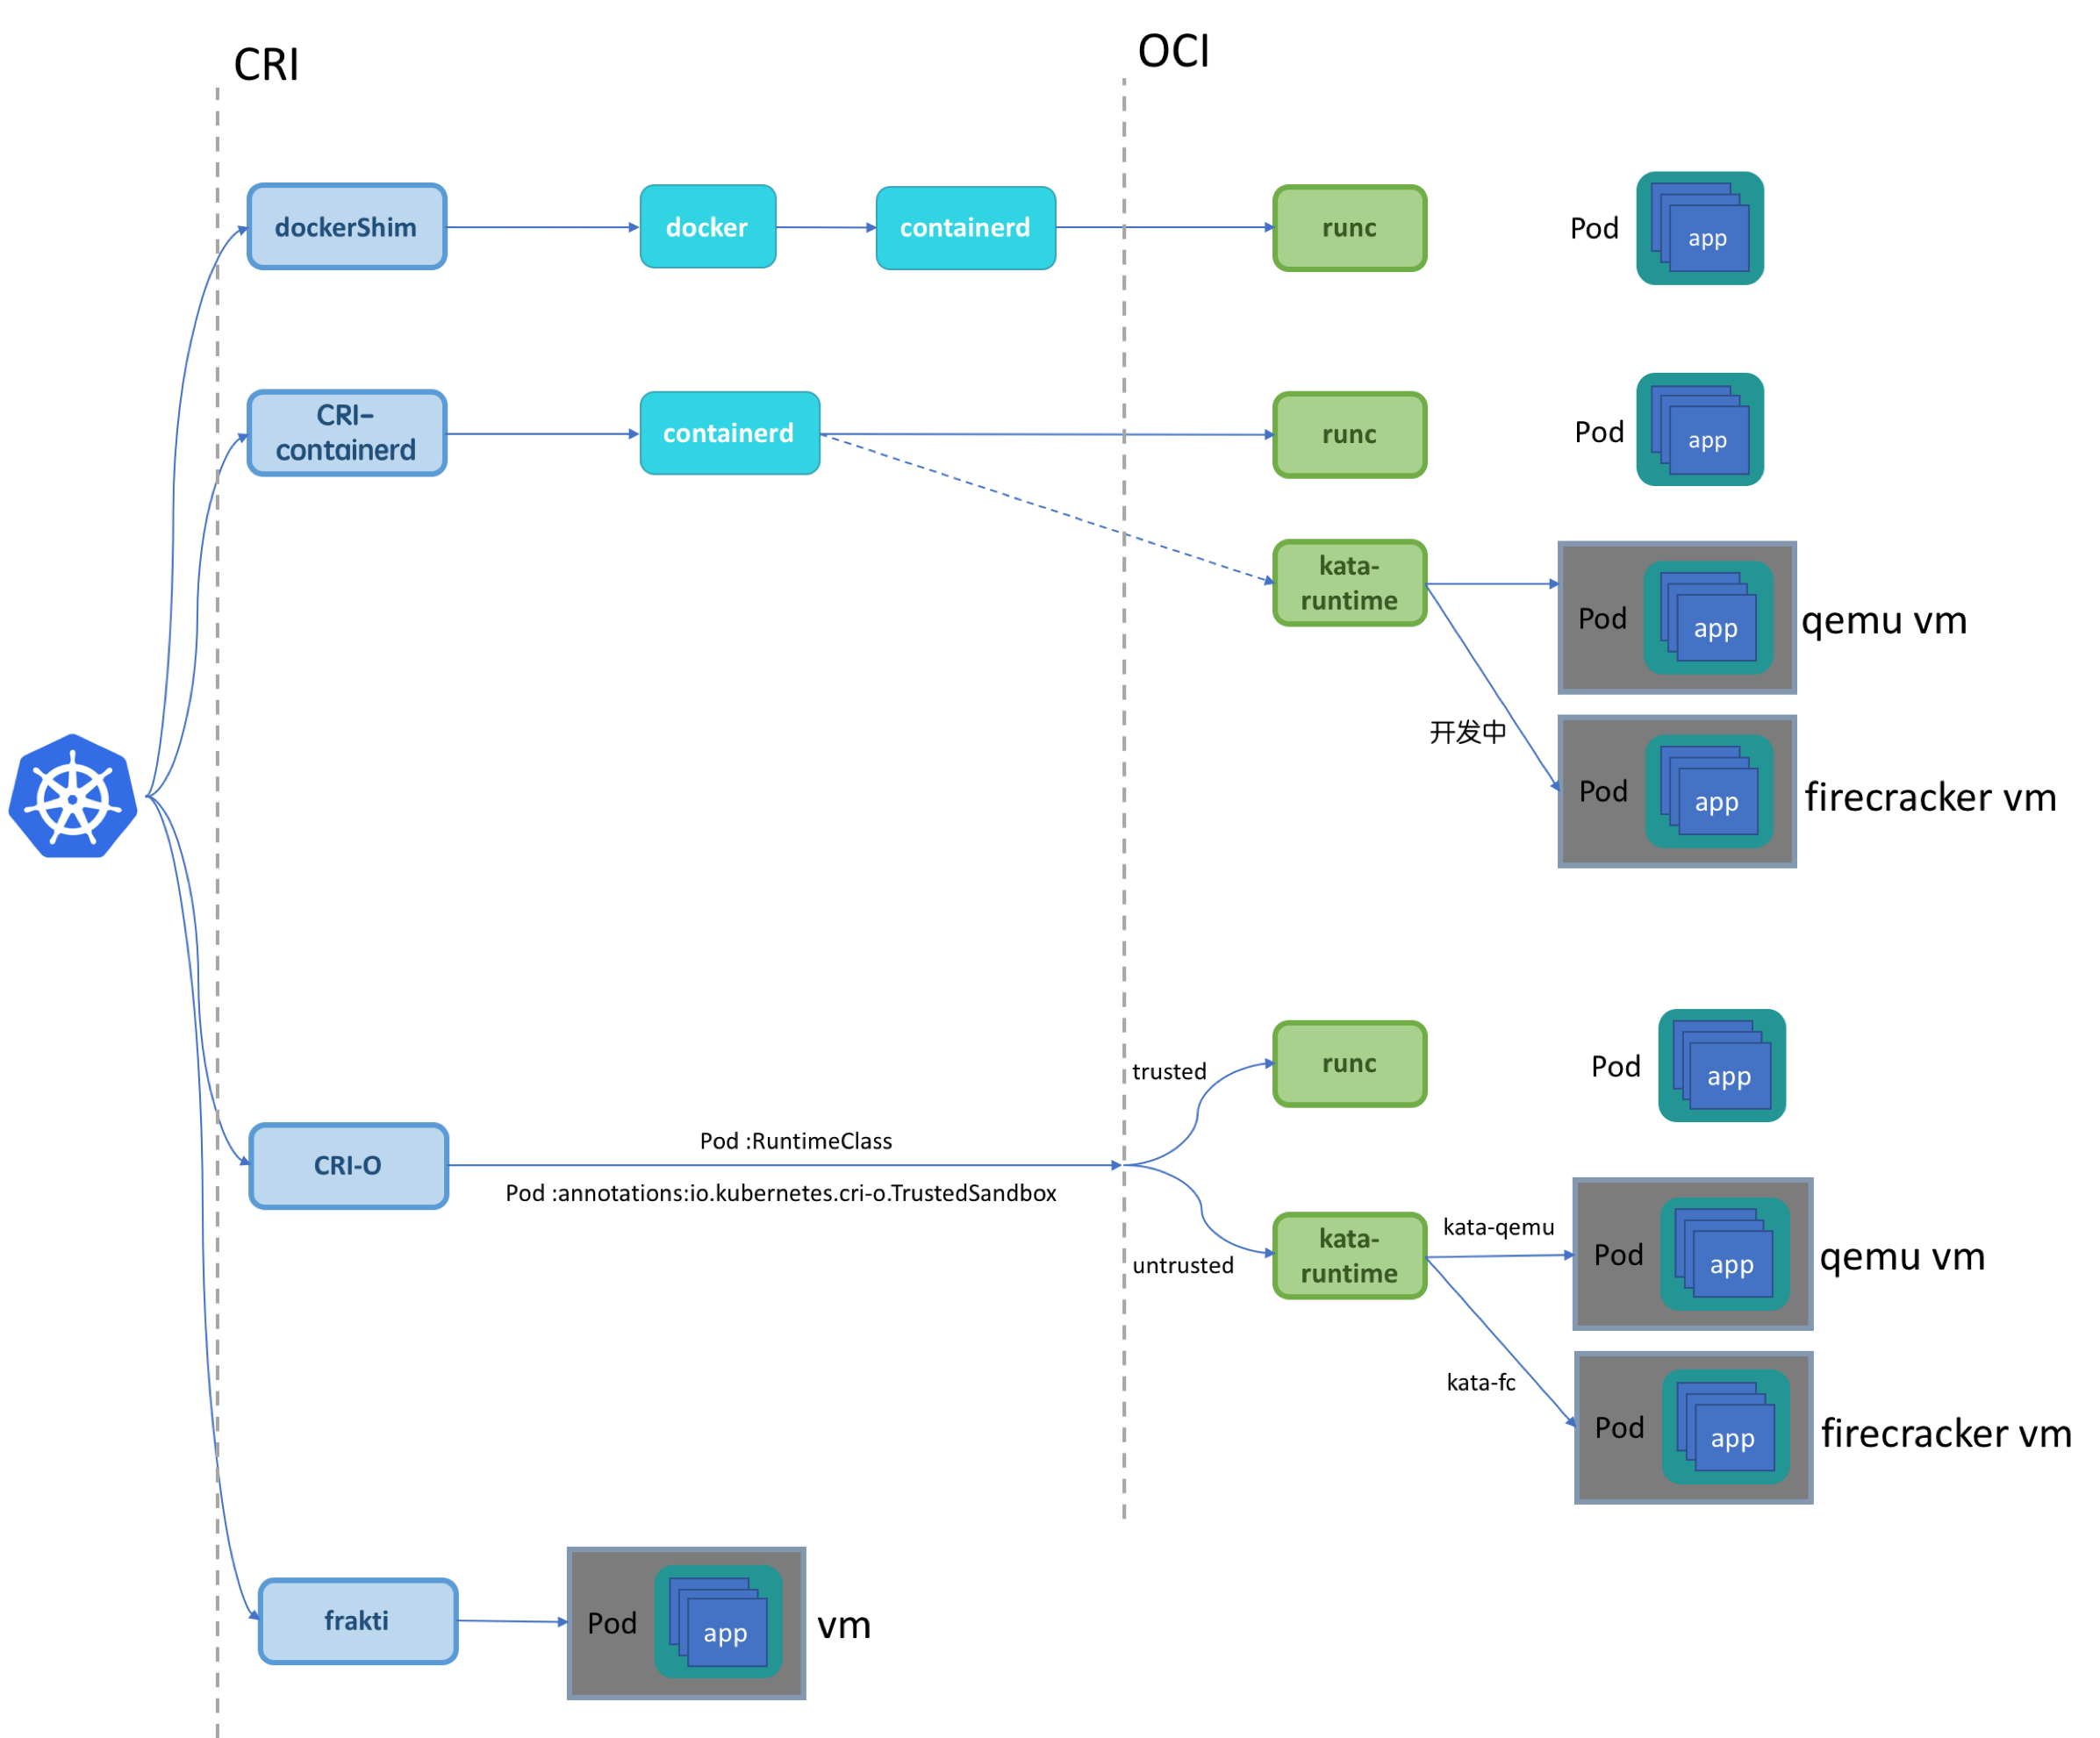 CRI
OCI
dockerShim
docker
containerd
runc
Pod
app
CRI–
containerd
containerd
runc
Pod
app
kata-
runtime
Pod
app
qemu vm
开发中
Pod
app
firecracker vm
trusted
runc
Pod
app
CRI-O
Pod :RuntimeClass
Pod :annotations:io.kubernetes.cri-o.TrustedSandbox
untrusted
kata-
runtime
kata-qemu
Pod
app
qemu vm
kata-fc
Pod
app
firecracker vm
frakti
Pod
app
vm